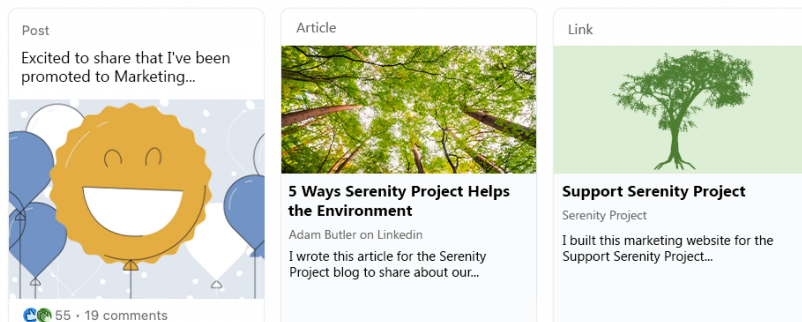 Post
Excited to share that I've been
promoted to Marketing...
55 • 19 comments
Article
5 Ways Serenity Project Helps
the Environment
Adam Butler on Linkedin
I wrote this article for the Serenity
Project blog to share about our...
Link
Support Serenity Project
Serenity Project
I built this marketing website for the
Support Serenity Project...